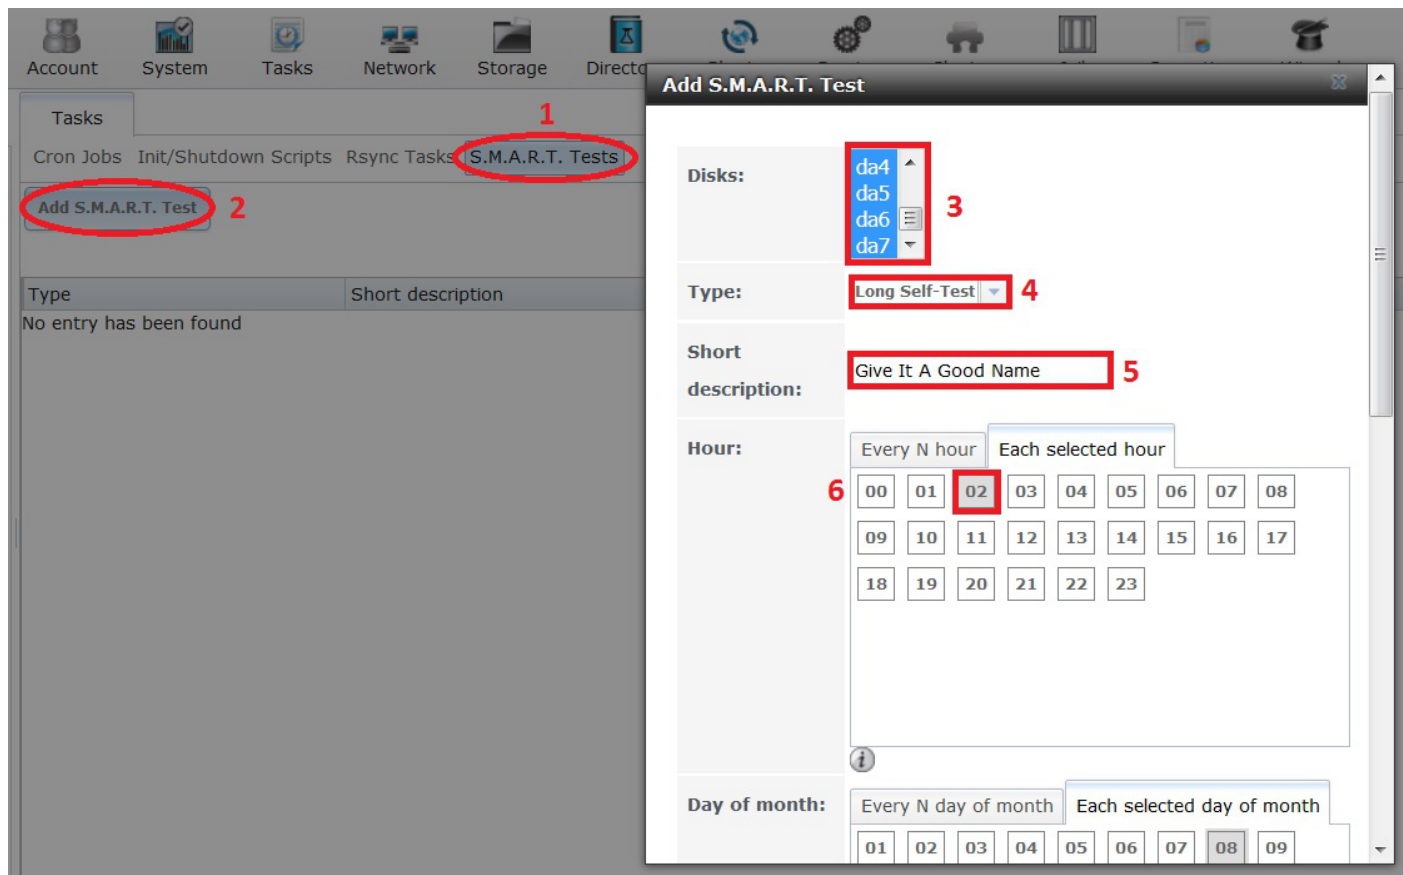 Account System Tasks Network Storage Directo
Add S.M.A.R.T. Test
Tasks
1
Cron Jobs Init/Shutdown Scripts Rsync Tasks S.M.A.R.T. Tests
Add S.M.A.R.T. Test 2
Type Short description
No entry has been found
Disks:
da4
da5
da6
da7
3
Type: Long Self-Test 4
Short
description:
Give It A Good Name 5
Hour: Every N hour Each selected hour
6 00 01 02 03 04 05 06 07 08
09 10 11 12 13 14 15 16 17
18 19 20 21 22 23
i
Day of month: Every N day of month Each selected day of month
01 02 03 04 05 06 07 08 09